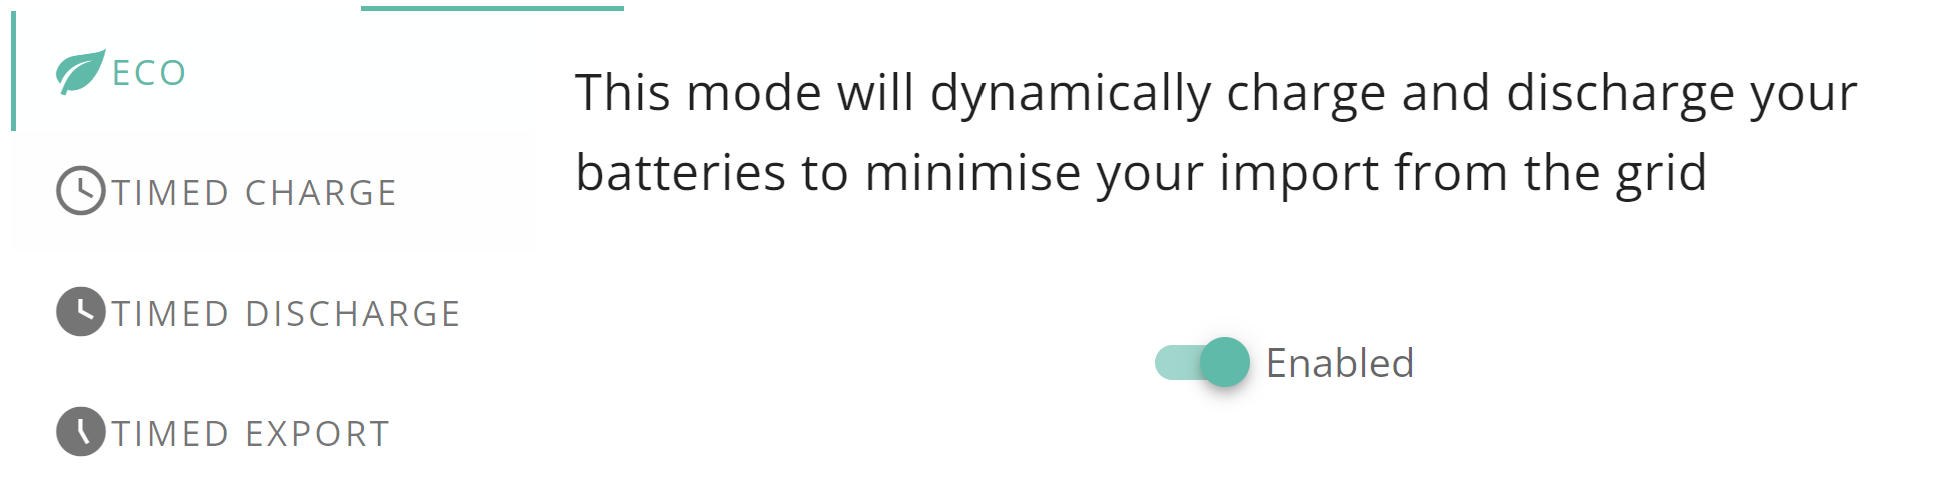 ECO
TIMED CHARGE
TIMED DISCHARGE
TIMED EXPORT
This mode will dynamically charge and discharge your
batteries to minimise your import from the grid
Enabled